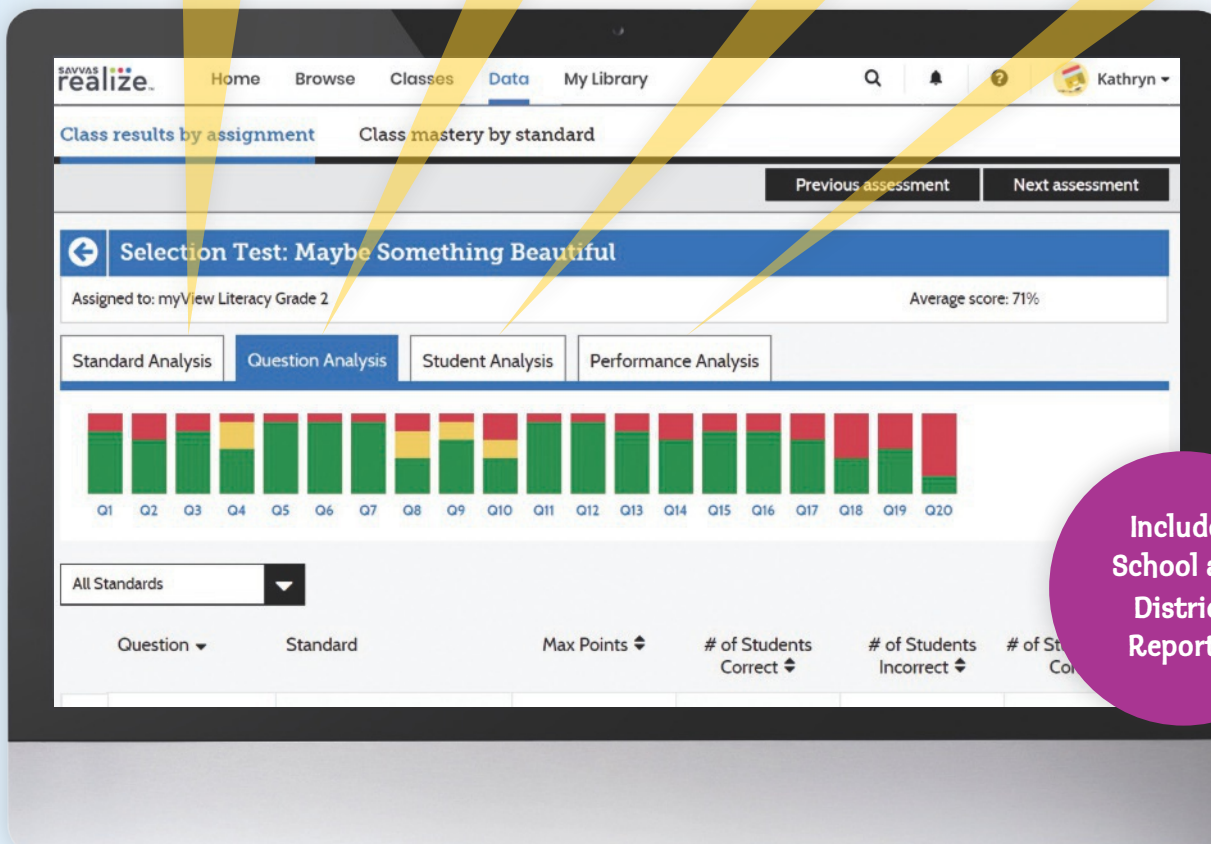 SAVVAS
realize.
Home Browse Classes Data My Library Kathryn
Class results by assignment Class mastery by standard
Previous assessment Next assessment
Selection Test: Maybe Something Beautiful
Assigned to: myView Literacy Grade 2 Average score: 71%
Standard Analysis Question Analysis Student Analysis Performance Analysis
Q1 Q2 Q3 Q4 Q5 Q6 Q7 Q8 Q9 Q10 Q11 Q12 Q13 Q14 Q15 Q16 Q17 Q18 Q19 Q20
All Standards
Question Standard Max Points # of Students Correct # of Students Incorrect # of
School